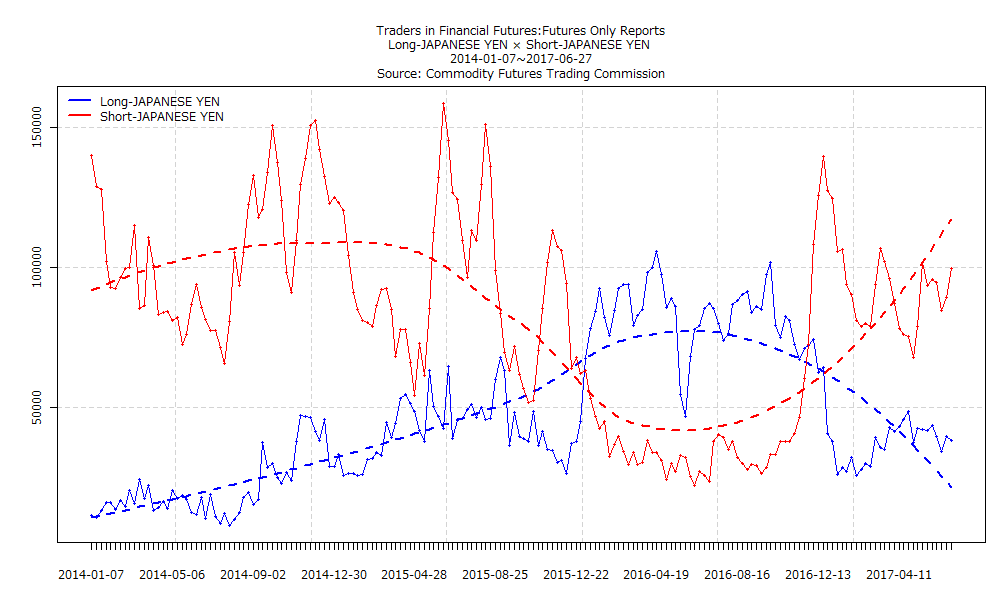 Traders in Financial Futures:Futures Only Reports
Long-JAPANESE YEN × Short-JAPANESE YEN
2014-01-07~2017-06-27
Source: Commodity Futures Trading Commission
Long-JAPANESE YEN
Short-JAPANESE YEN
150000
100000
50000
2014-01-07 2014-05-06 2014-09-02 2014-12-30 2015-04-28 2015-08-25 2015-12-22 2016-04-19 2016-08-16 2016-12-13 2017-04-11